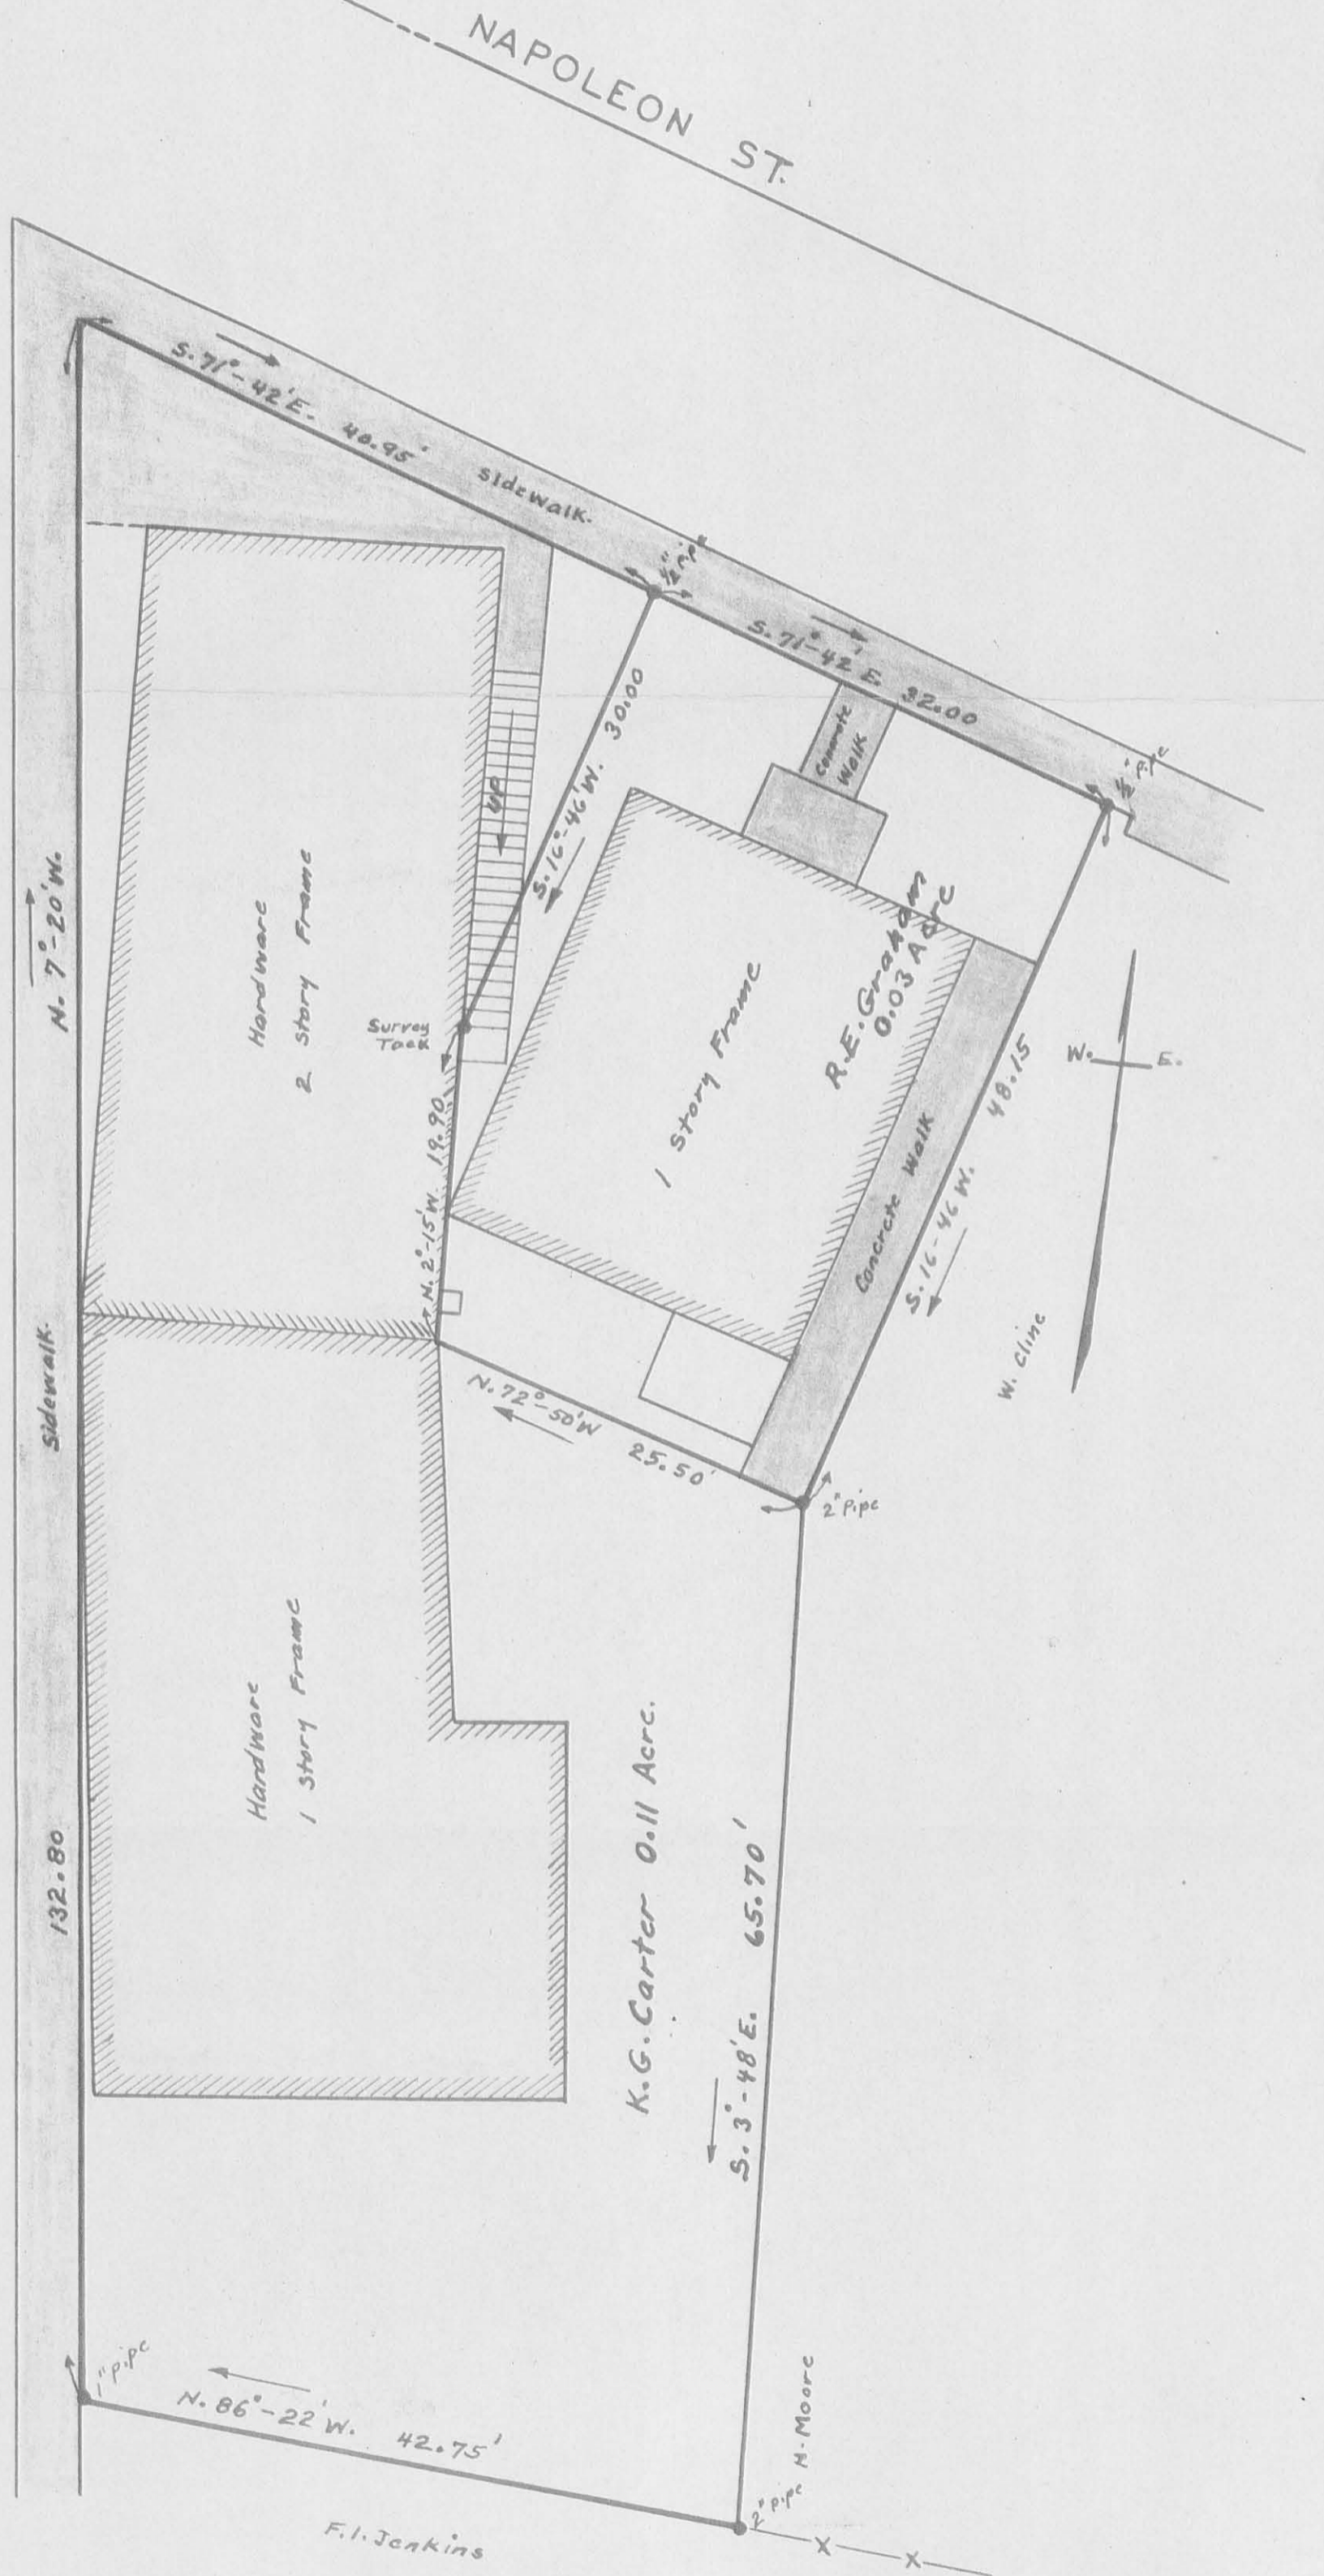 NAPOLEON ST.
S. 71°-42'E. 40.95'
Sidewalk.
1/2" Pipe
S. 71°-42' E. 32.00
1/2" Pipe
S. 16°-46'W. 30.00
Concrete
Walk
UP
Hardware
2 Story Frame
N. 7°-20'W.
Survey
Tack
1 Story Frame
R.E. Graham
0.03 Acre
W. E.
48.15
S. 16-46 W.
Concrete Walk
N. 2°-15'W. 19.90
W. Cline
Sidewalk.
N. 72°-50'W 25.50'
2" Pipe
Hardware
1 Story Frame
132.80
K.G. Carter 0.11 Acre.
S. 3°-48'E. 65.70'
1" Pipe
N. 86°-22'W. 42.75'
H. Moore
2" Pipe
F.I. Jenkins
X X